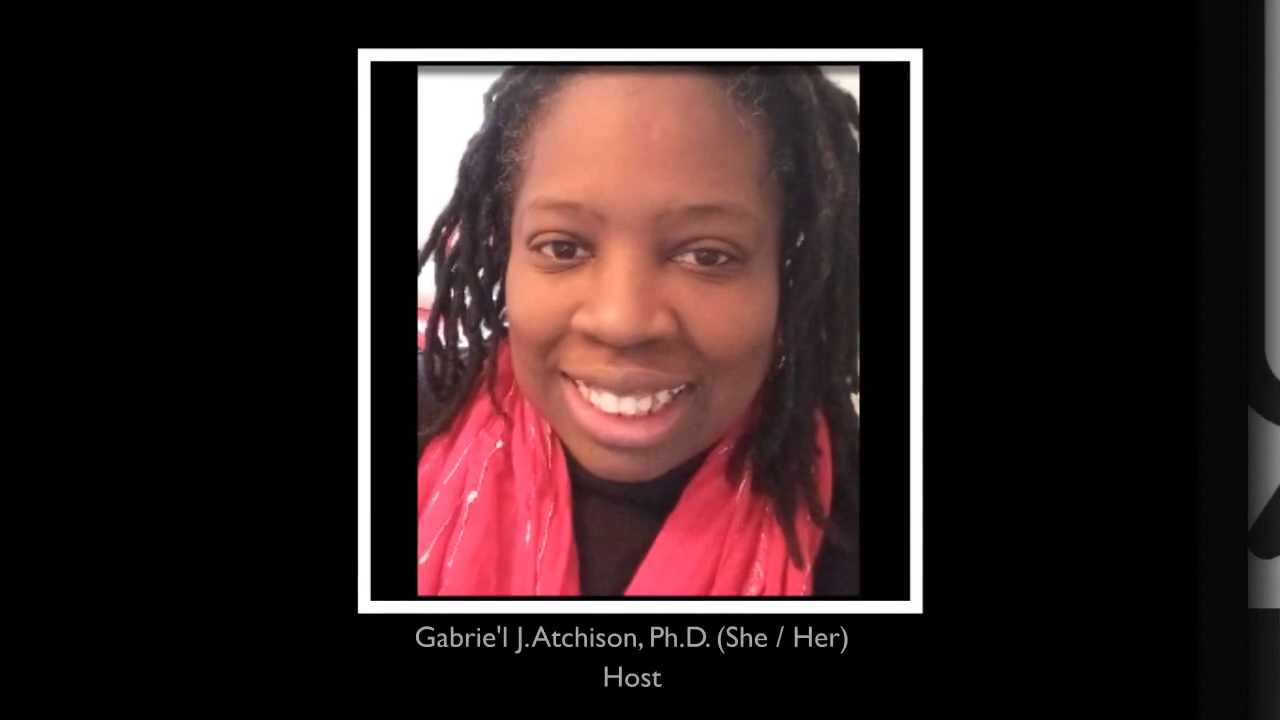 Gabrie'l J. Atchison, Ph.D. (She / Her)
Host